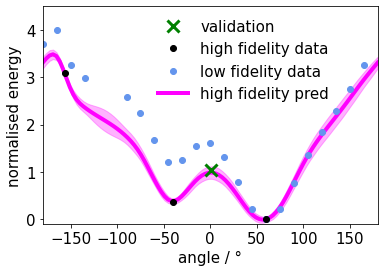 validation
high fidelity data
low fidelity data
high fidelity pred
normalised energy
4
3
2
1
0
−150 −100 −50 0 50 100 150
angle / °